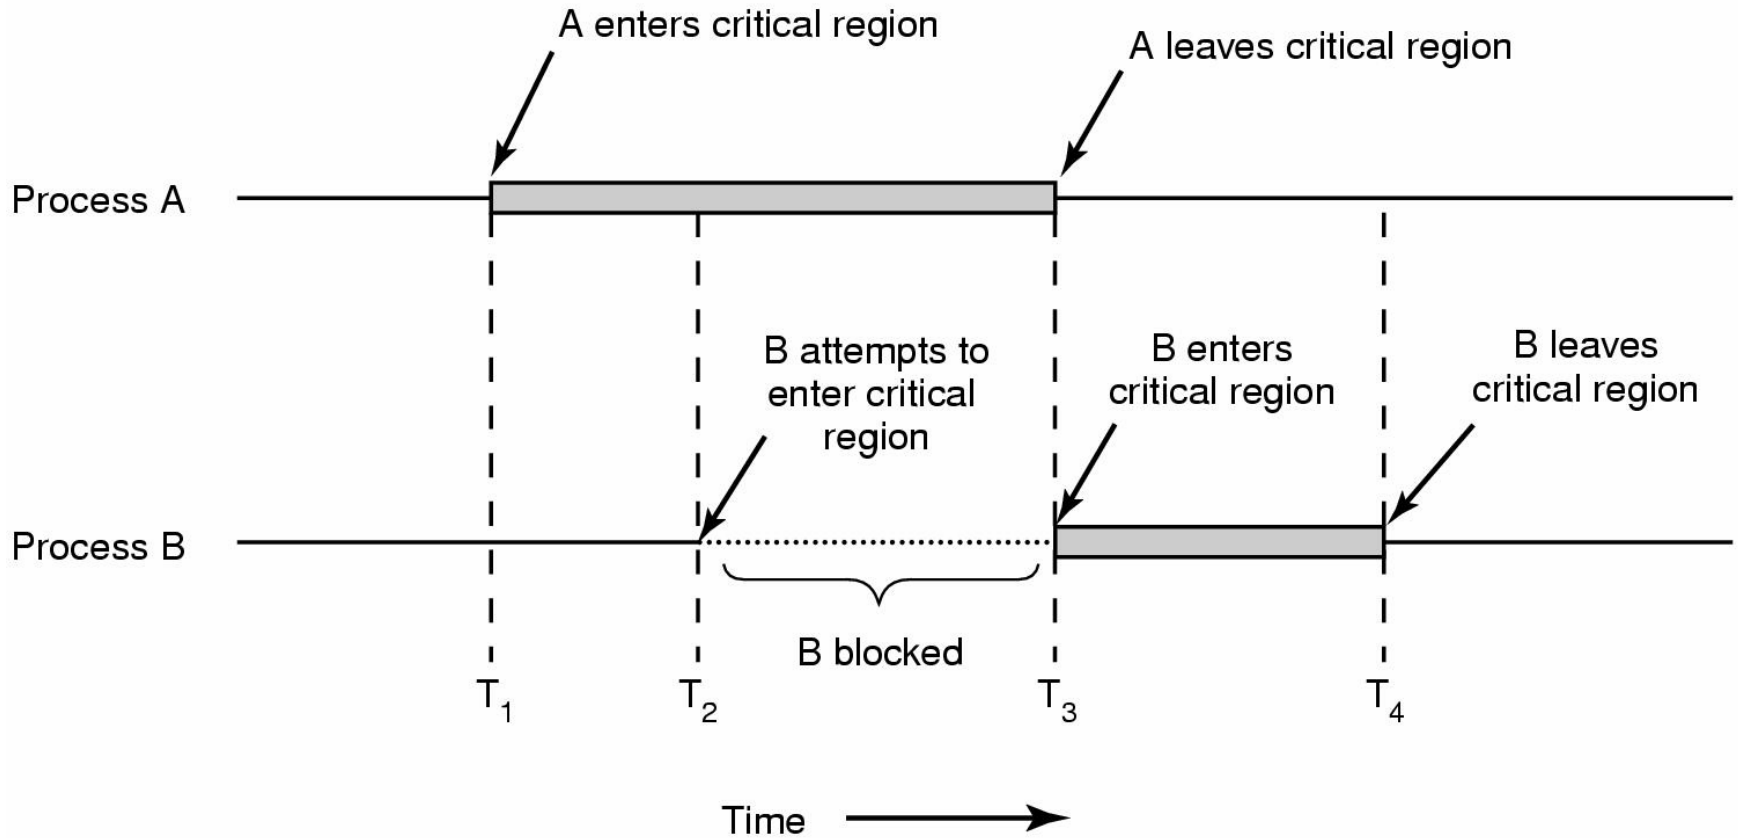 A enters critical region
A leaves critical region
Process A
B attempts to
enter critical
region
B enters
critical region
B leaves
critical region
Process B
B blocked
T1
T2
T3
T4
Time